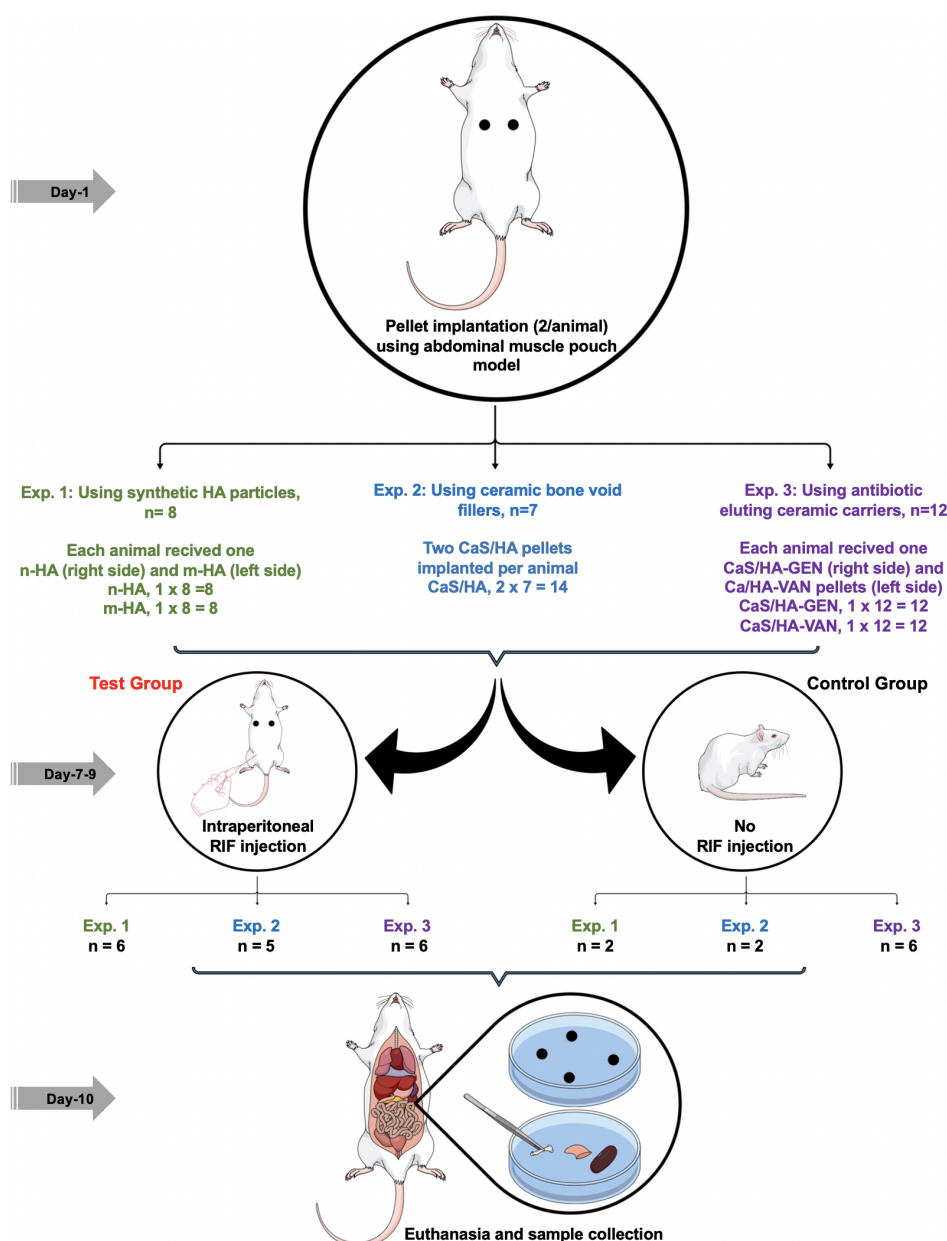 Day-1
Pellet implantation (2/animal)
using abdominal muscle pouch
model
Exp. 1: Using synthetic HA particles,
n= 8
Each animal recived one
n-HA (right side) and m-HA (left side)
n-HA, 1 x 8 =8
m-HA, 1 x 8 = 8
Exp. 2: Using ceramic bone void
fillers, n=7
Two CaS/HA pellets
implanted per animal
CaS/HA, 2 x 7 = 14
Exp. 3: Using antibiotic
eluting ceramic carriers, n=12
Each animal recived one
CaS/HA-GEN (right side) and
Ca/HA-VAN pellets (left side)
CaS/HA-GEN, 1 x 12 = 12
CaS/HA-VAN, 1 x 12 = 12
Test Group
Control Group
Day-7-9
Intraperitoneal
RIF injection
No
RIF injection
Exp. 1
n = 6
Exp. 2
n = 5
Exp. 3
n = 6
Exp. 1
n = 2
Exp. 2
n = 2
Exp. 3
n = 6
Day-10
Euthanasia and sample collection